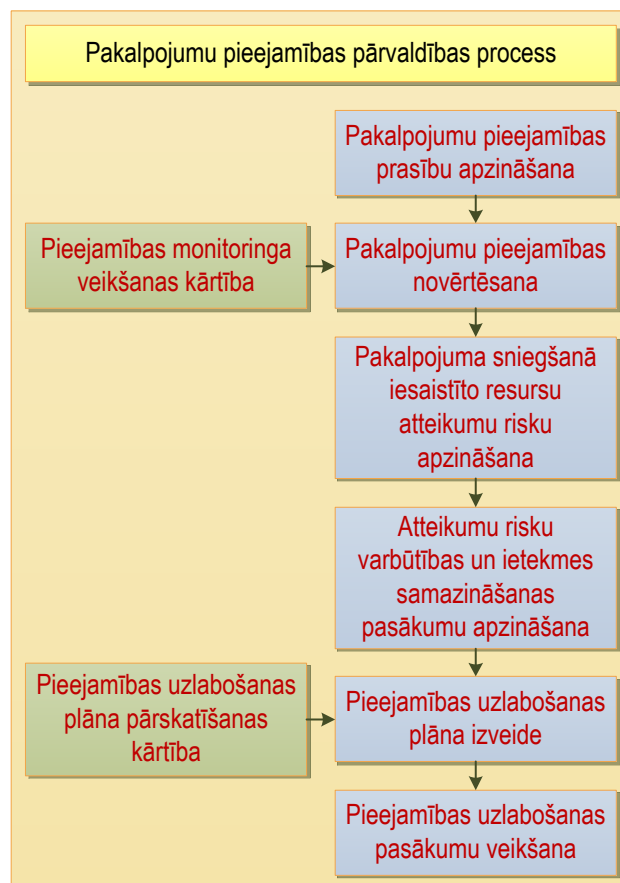 Pakalpojumu pieejamības pārvaldības process
Pakalpojumu pieejamības
prasību apzināšana
Pieejamības monitoringa
veikšanas kārtība
Pakalpojumu pieejamības
novērtēsana
Pakalpojuma sniegšanā
iesaistīto resursu
atteikumu risku
apzināšana
Atteikumu risku
varbūtības un ietekmes
samazināšanas
pasākumu apzināšana
Pieejamības uzlabošanas
plāna pārskatīšanas
kārtība
Pieejamības uzlabošanas
plāna izveide
Pieejamības uzlabošanas
pasākumu veikšana